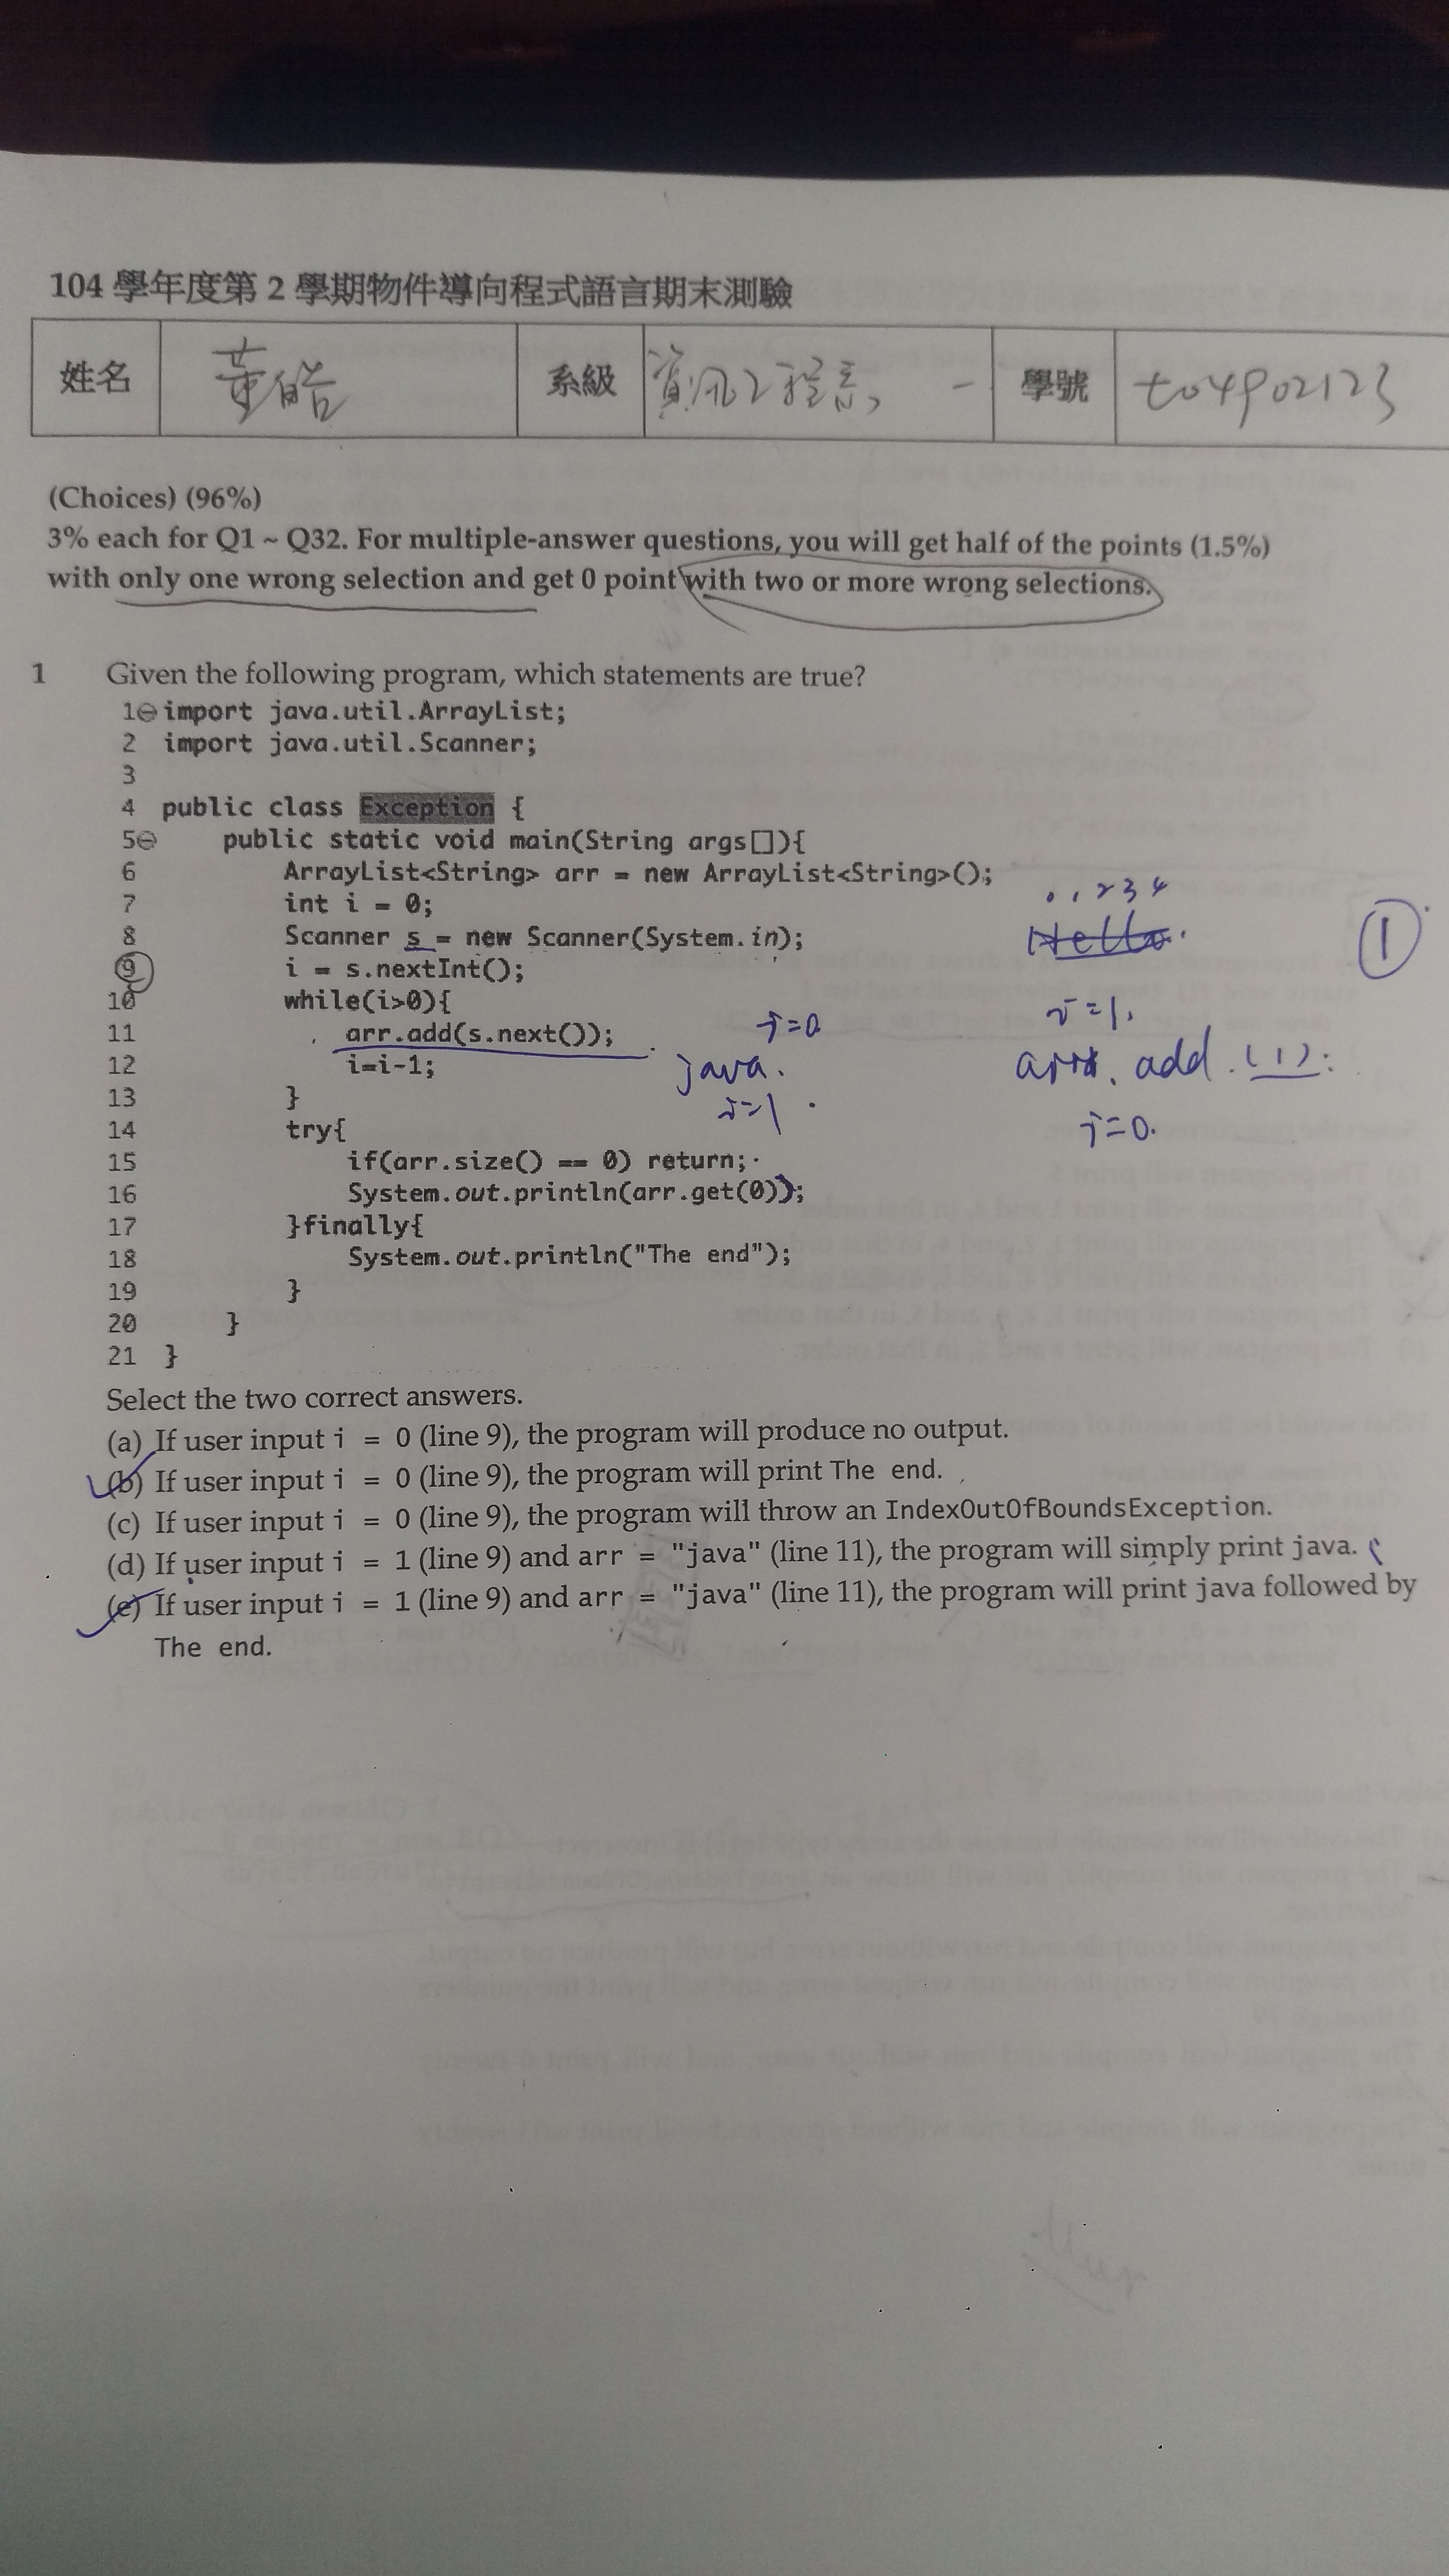 104 學年度第 2 學期物件導向程式語言期末測驗
姓名 黃皓 系級 資訊工程系 一 學號 t04902123
(Choices) (96%)
3% each for Q1 ~ Q32. For multiple-answer questions, you will get half of the points (1.5%)
with only one wrong selection and get 0 point with two or more wrong selections.
1 Given the following program, which statements are true?
1 import java.util.ArrayList;
2 import java.util.Scanner;
3
4 public class Exception {
5 public static void main(String args[]){
6 ArrayList<String> arr = new ArrayList<String>();
7 int i = 0;
0 1 2 3 4
8 Scanner s = new Scanner(System.in);
Hello.
1
9 i = s.nextInt();
10 while(i>0){
i=1.
11 arr.add(s.next());
i=0
12 i=i-1;
java.
arr. add.(1):
13 }
i=1
14 try{
i=0.
15 if(arr.size() == 0) return;
16 System.out.println(arr.get(0));
17 }finally{
18 System.out.println("The end");
19 }
20 }
21 }
Select the two correct answers.
(a) If user input i = 0 (line 9), the program will produce no output.
(b) If user input i = 0 (line 9), the program will print The end.
(c) If user input i = 0 (line 9), the program will throw an IndexOutOfBoundsException.
(d) If user input i = 1 (line 9) and arr = "java" (line 11), the program will simply print java.
(e) If user input i = 1 (line 9) and arr = "java" (line 11), the program will print java followed by
The end.